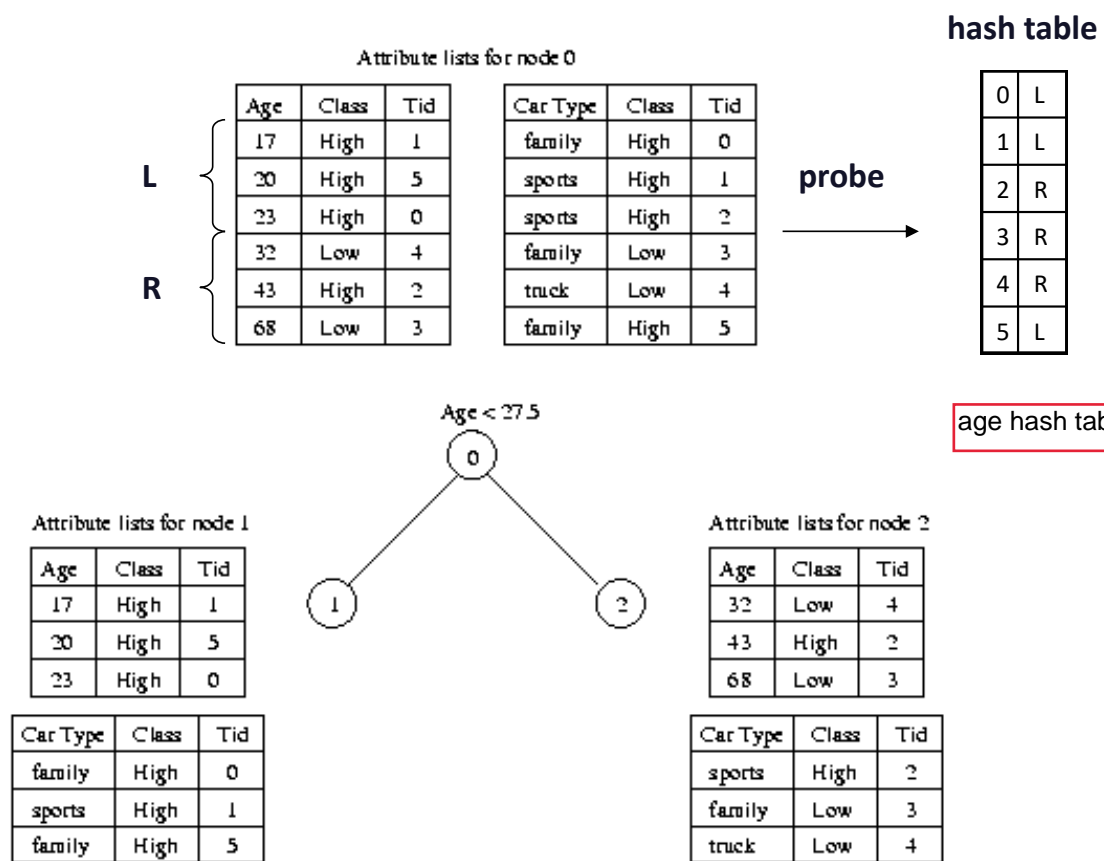 hash table
Attribute lists for node 0
Age Class Tid
17 High 1
20 High 5
23 High 0
32 Low 4
43 High 2
68 Low 3
L
R
Car Type Class Tid
family High 0
sports High 1
sports High 2
family Low 3
truck Low 4
family High 5
probe
0 L
1 L
2 R
3 R
4 R
5 L
age hash
Age < 27.5
0
1
2
Attribute lists for node 1
Age Class Tid
17 High 1
20 High 5
23 High 0
Car Type Class Tid
family High 0
sports High 1
family High 5
Attribute lists for node 2
Age Class Tid
32 Low 4
43 High 2
68 Low 3
Car Type Class Tid
sports High 2
family Low 3
truck Low 4